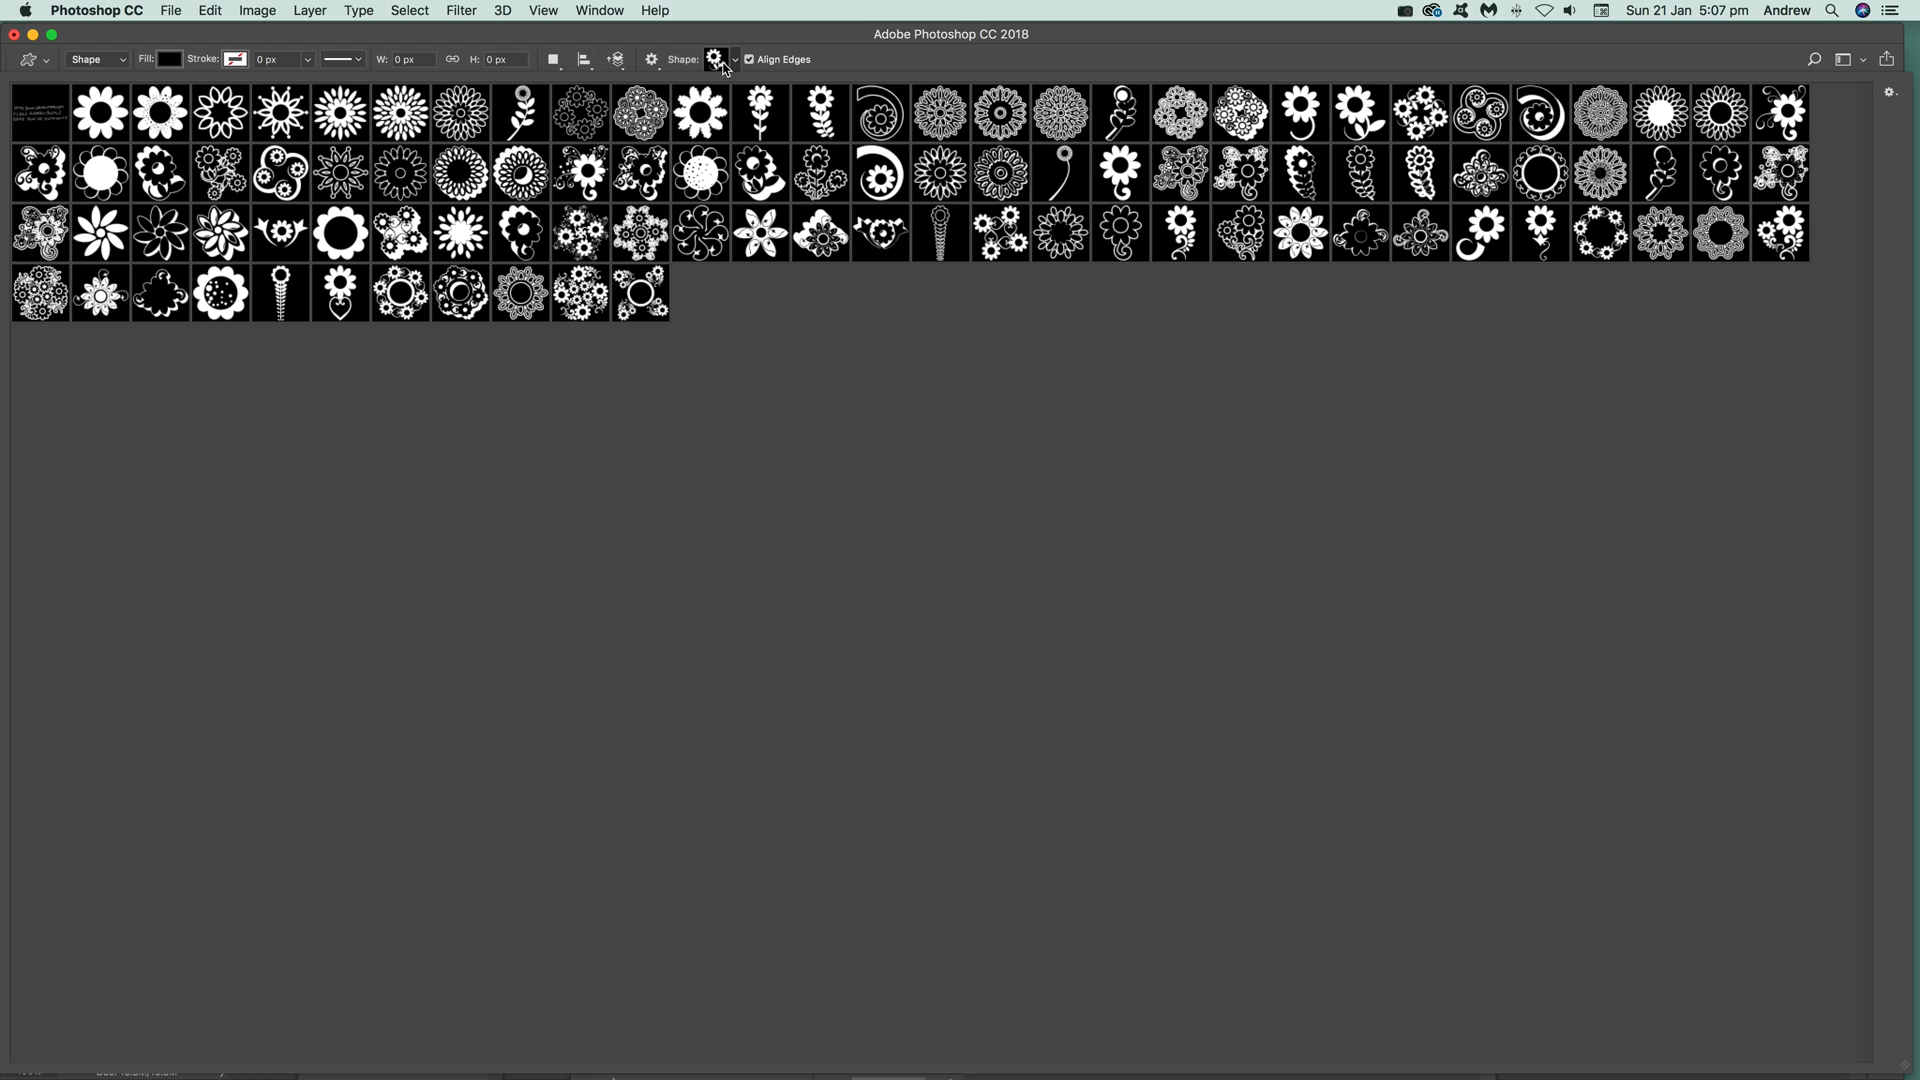 Photoshop CC File Edit Image Layer Type Select Filter 3D View Window Help Sun 21 Jan 5:07 pm Andrew
Adobe Photoshop CC 2018
Shape Fill: Stroke: 0 px W: 0 px H: 0 px Shape: Align Edges